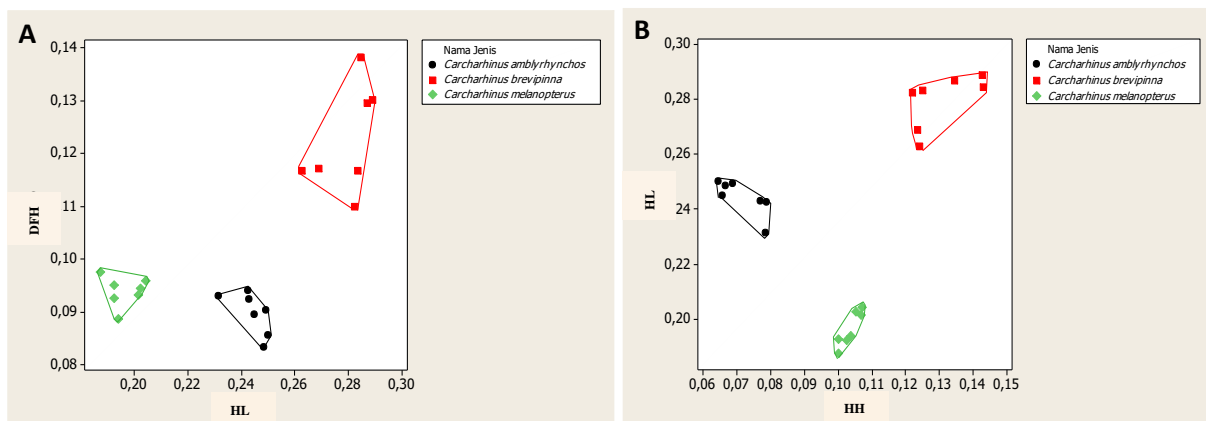 A
0,14
0,13
0,12
11
0,10
0,09
0,08
DFH
0,20
0,22
0,24
0,26
0,28
0,30
HL
Nama Jenis
Carcharhinus amblyrhynchos
Carcharhinus brevipinna
Carcharhinus melanopterus
B
0,30
0,28
0,26
24
0,22
0,20
HL
0,06
0,07
0,08
0,09
0,10
0,11
0,12
0,13
0,14
0,15
HH
Nama Jenis
Carcharhinus amblyrhynchos
Carcharhinus brevipinna
Carcharhinus melanopterus